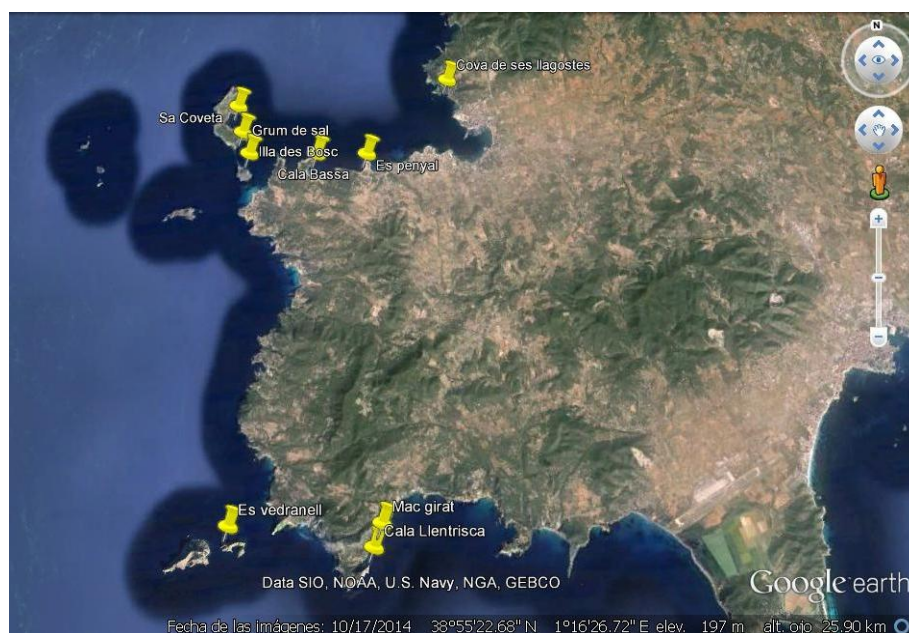 N
Cova de ses llagostes
Sa Coveta
Grum de sal
Illa des Bosc
Es penyal
Cala Bassa
Es vedranell
Mac girat
Cala Llentrisca
Data SIO, NOAA, U.S. Navy, NGA, GEBCO
Google earth
Fecha de las imágenes: 10/17/2014 38°55'22.68" N 1°16'26.72" E elev. 197 m alt. ojo 25.90 km